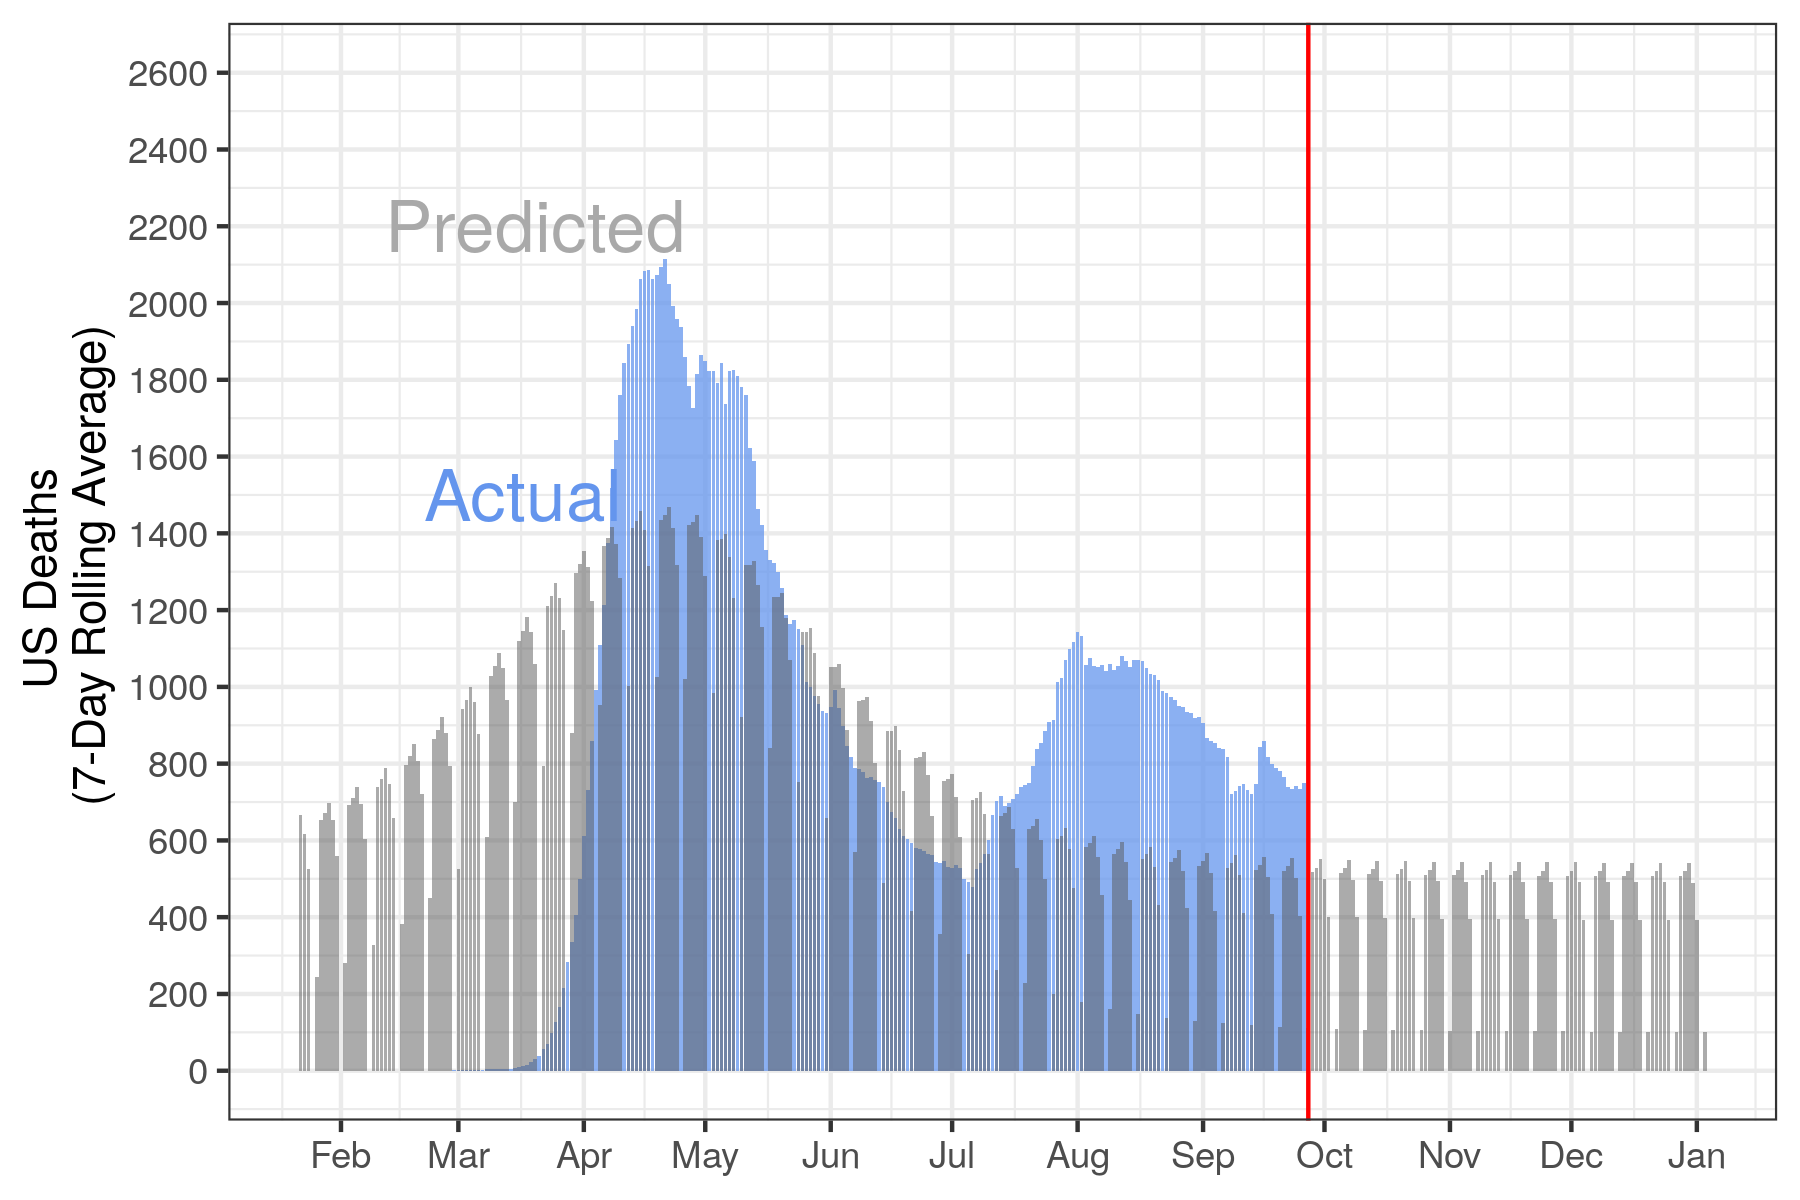 US Deaths
(7-Day Rolling Average)
2600
2400
2200
2000
1800
1600
1400
1200
1000
800
600
400
200
0
Predicted
Actual
Feb Mar Apr May Jun Jul Aug Sep Oct Nov Dec Jan